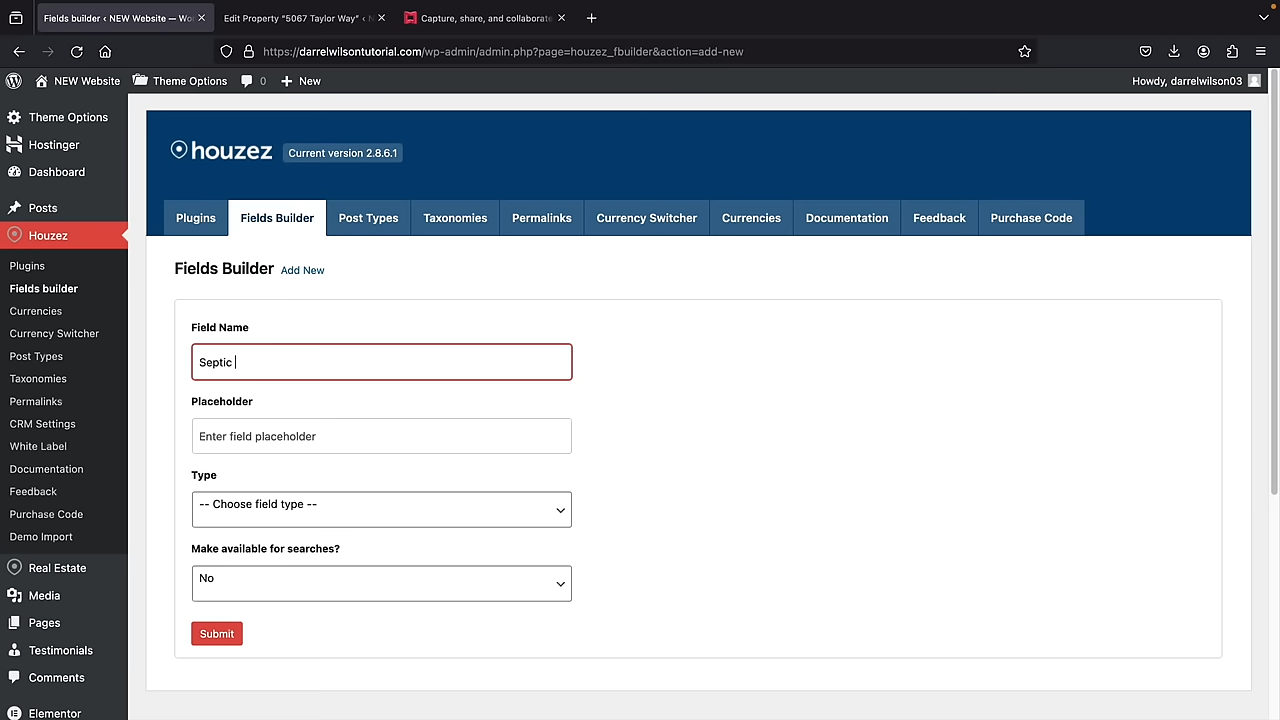 Fields builder ‹ NEW Website — Wo
Edit Property "5067 Taylor Way" ‹
Capture, share, and collaborate
https://darrelwilsontutorial.com/wp-admin/admin.php?page=houzez_fbuilder&action=add-new
NEW Website
Theme Options
0
New
Howdy, darrelwilson03
Theme Options
Hostinger
Dashboard
Posts
Houzez
Plugins
Fields builder
Currencies
Currency Switcher
Post Types
Taxonomies
Permalinks
CRM Settings
White Label
Documentation
Feedback
Purchase Code
Demo Import
Real Estate
Media
Pages
Testimonials
Comments
Elementor
houzez
Current version 2.8.6.1
Plugins
Fields Builder
Post Types
Taxonomies
Permalinks
Currency Switcher
Currencies
Documentation
Feedback
Purchase Code
Fields Builder Add New
Field Name
Septic
Placeholder
Enter field placeholder
Type
-- Choose field type --
Make available for searches?
No
Submit